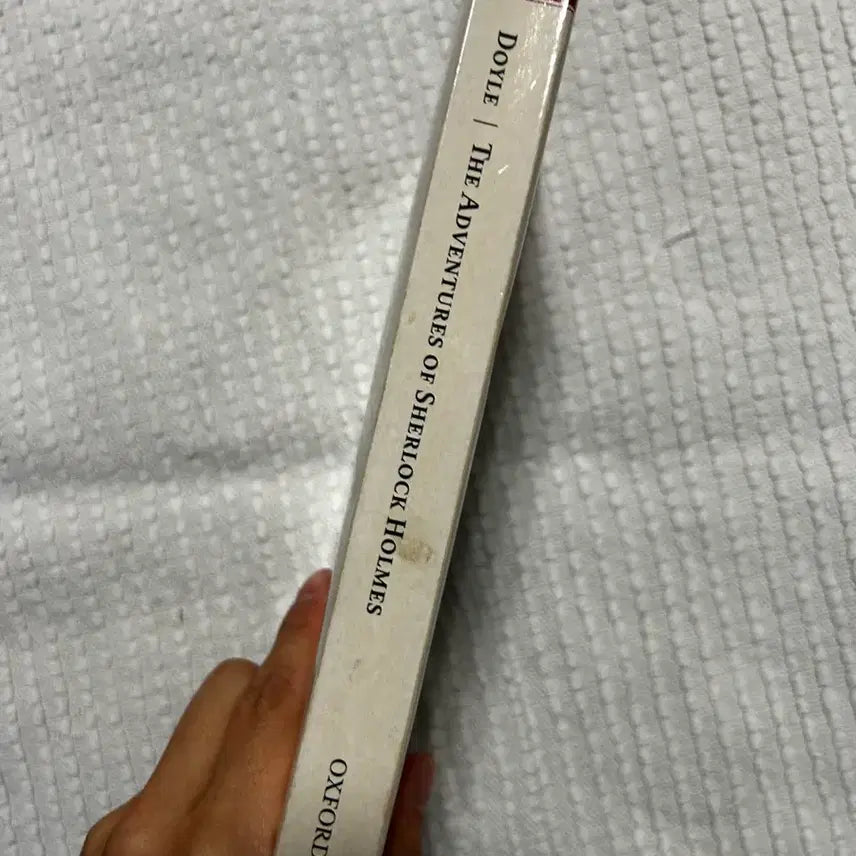 DOYLE | THE ADVENTURES OF SHERLOCK HOLMES
OXFORD